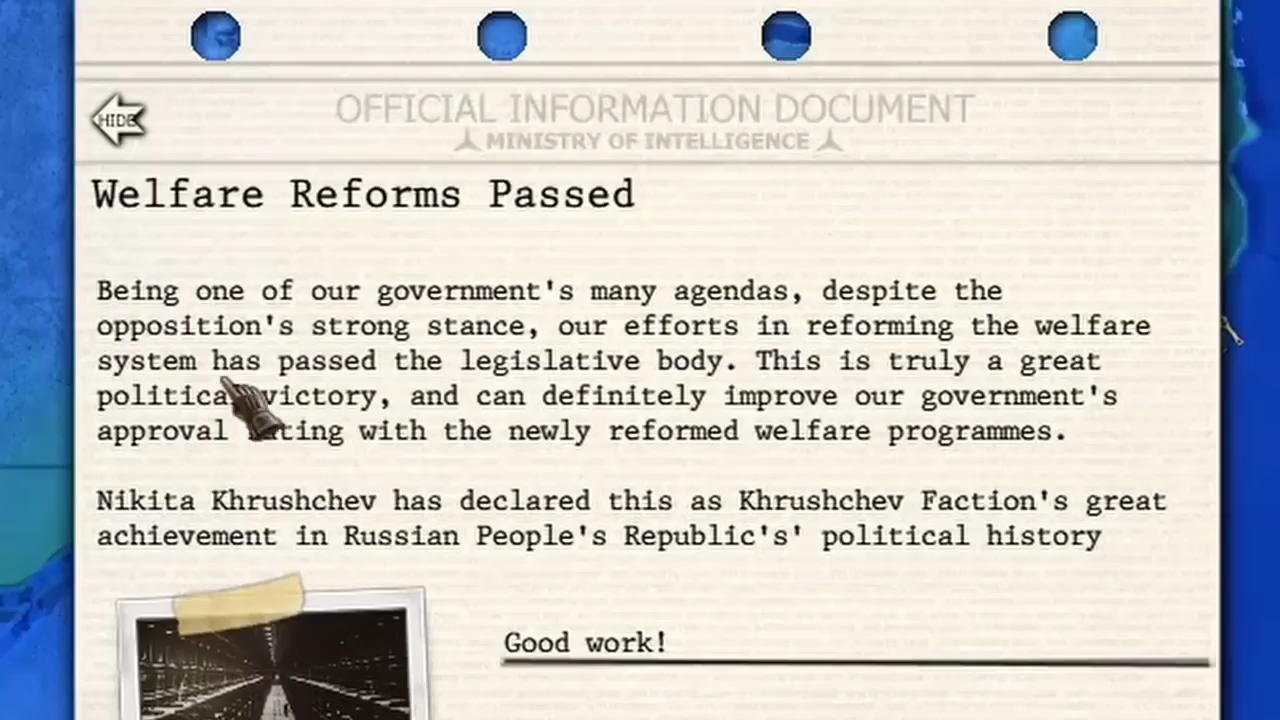 HIDE
OFFICIAL INFORMATION DOCUMENT
MINISTRY OF INTELLIGENCE
Welfare Reforms Passed
Being one of our government's many agendas, despite the
opposition's strong stance, our efforts in reforming the welfare
system has passed the legislative body. This is truly a great
political victory, and can definitely improve our government's
approval rating with the newly reformed welfare programmes.
Nikita Khrushchev has declared this as Khrushchev Faction's great
achievement in Russian People's Republic's' political history
Good work!